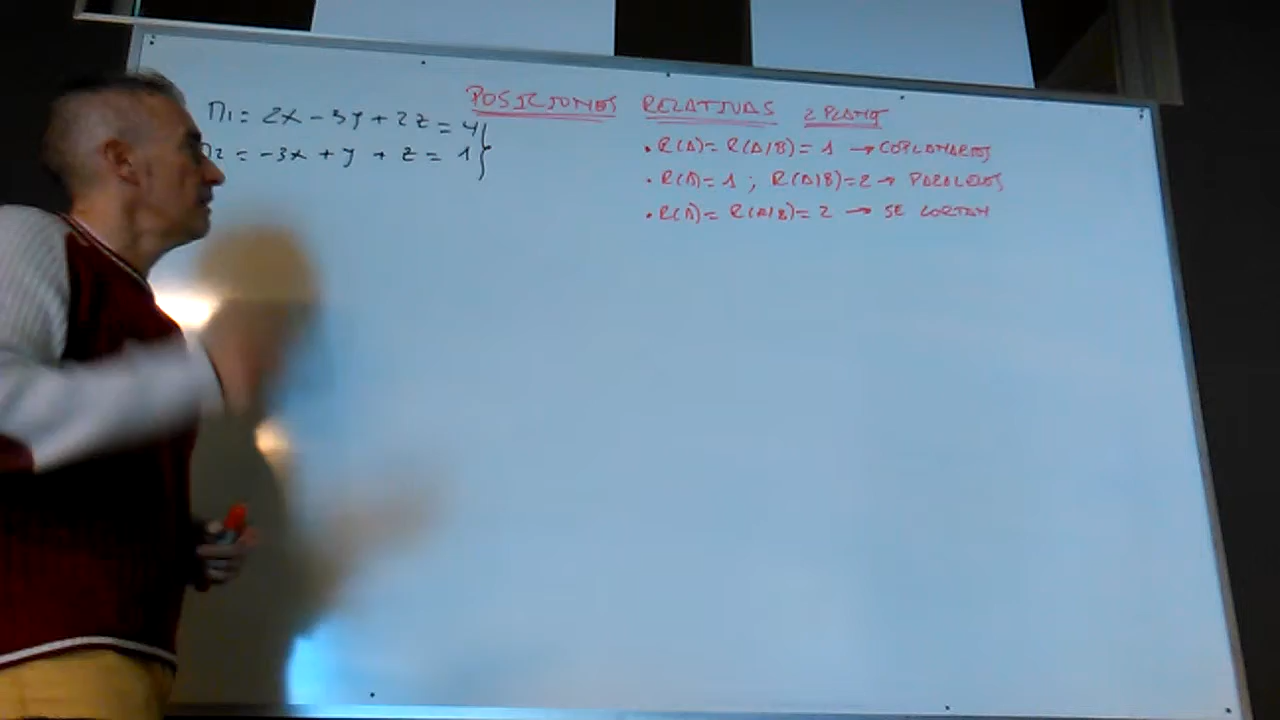 POSICIONES RELATIVAS 2 PLANOS
Π1 = 2x - 3y + 2z = 4 }
Π2 = -3x + y + z = 1 }
• R(A) = R(A/B) = 1 → COPLANARIOS
• R(A) = 1 ; R(A/B) = 2 → PARALELOS
• R(A) = R(A/B) = 2 → SE CORTAN